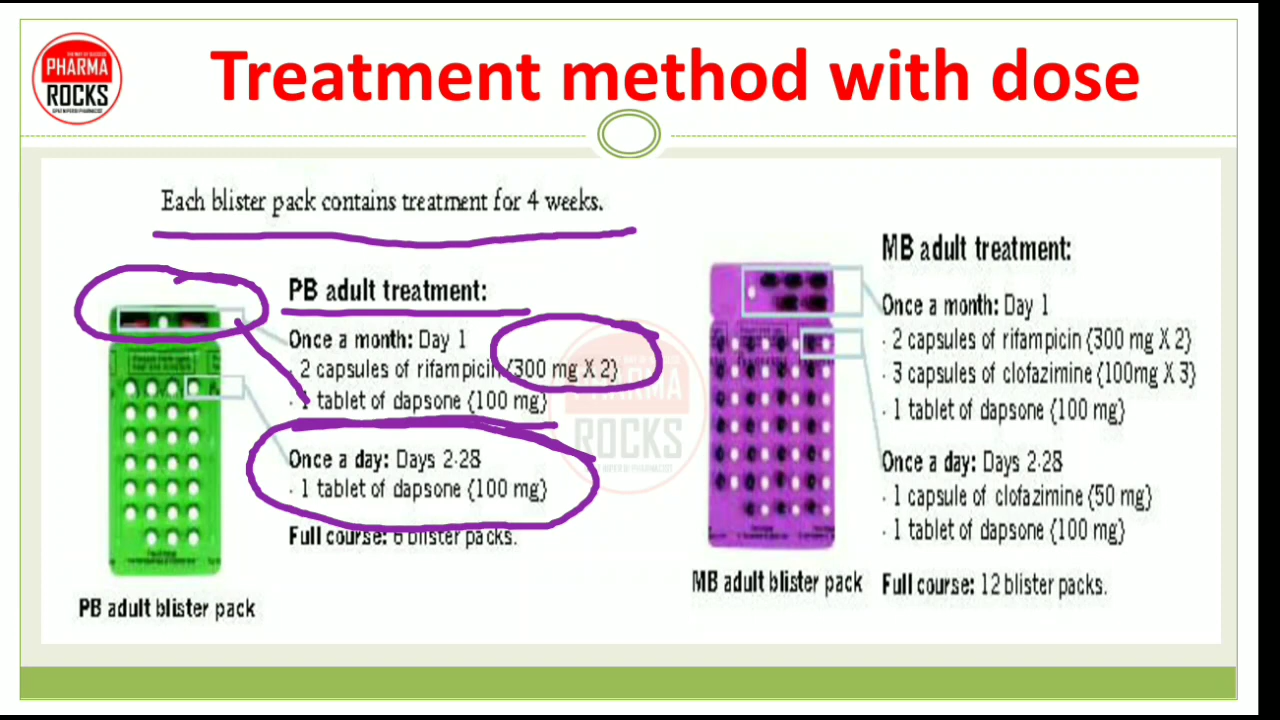 PHARMA
ROCKS
Treatment method with dose
Each blister pack contains treatment for 4 weeks.
PB adult treatment:
Once a month: Day 1
· 2 capsules of rifampicin {300 mg X 2}
· 1 tablet of dapsone {100 mg}
Once a day: Days 2-28
· 1 tablet of dapsone {100 mg}
Full course: 6 blister packs.
PB adult blister pack
PHARMA
ROCKS
MB adult treatment:
Once a month: Day 1
· 2 capsules of rifampicin {300 mg X 2}
· 3 capsules of clofazimine {100mg X 3}
· 1 tablet of dapsone {100 mg}
Once a day: Days 2-28
· 1 capsule of clofazimine {50 mg}
· 1 tablet of dapsone {100 mg}
Full course: 12 blister packs.
MB adult blister pack